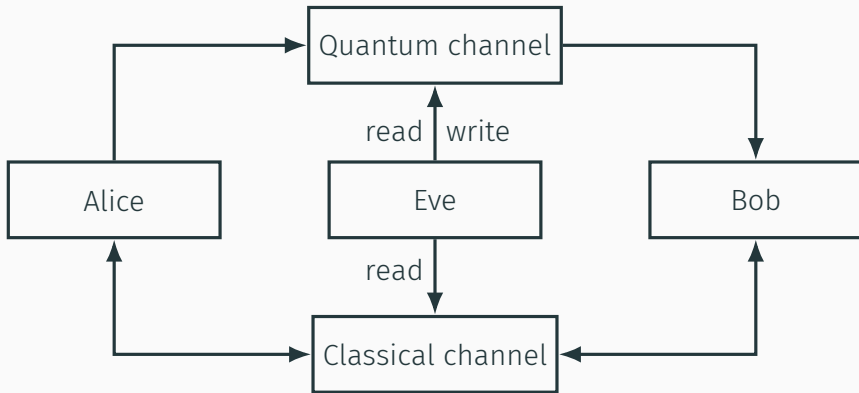 Quantum channel
read write
Alice
Eve
Bob
read
Classical channel